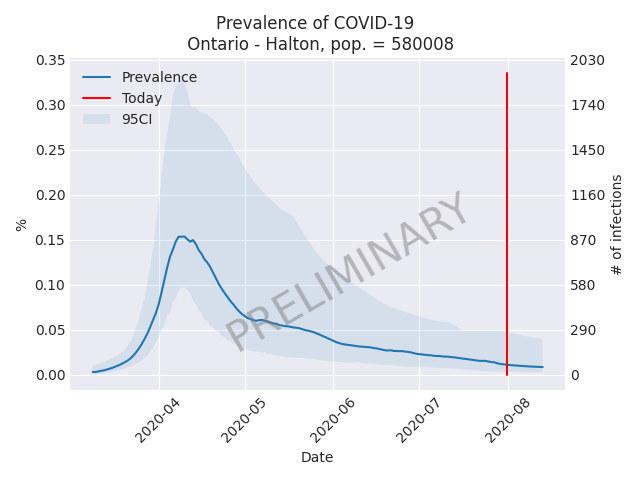 Prevalence of COVID-19
Ontario - Halton, pop. = 580008
Prevalence
Today
95CI
0.35
0.30
0.25
0.20
0.15
0.10
0.05
0.00
%
2030
1740
1450
1160
870
580
290
0
# of infections
PRELIMINARY
2020-04
2020-05
2020-06
2020-07
2020-08
Date